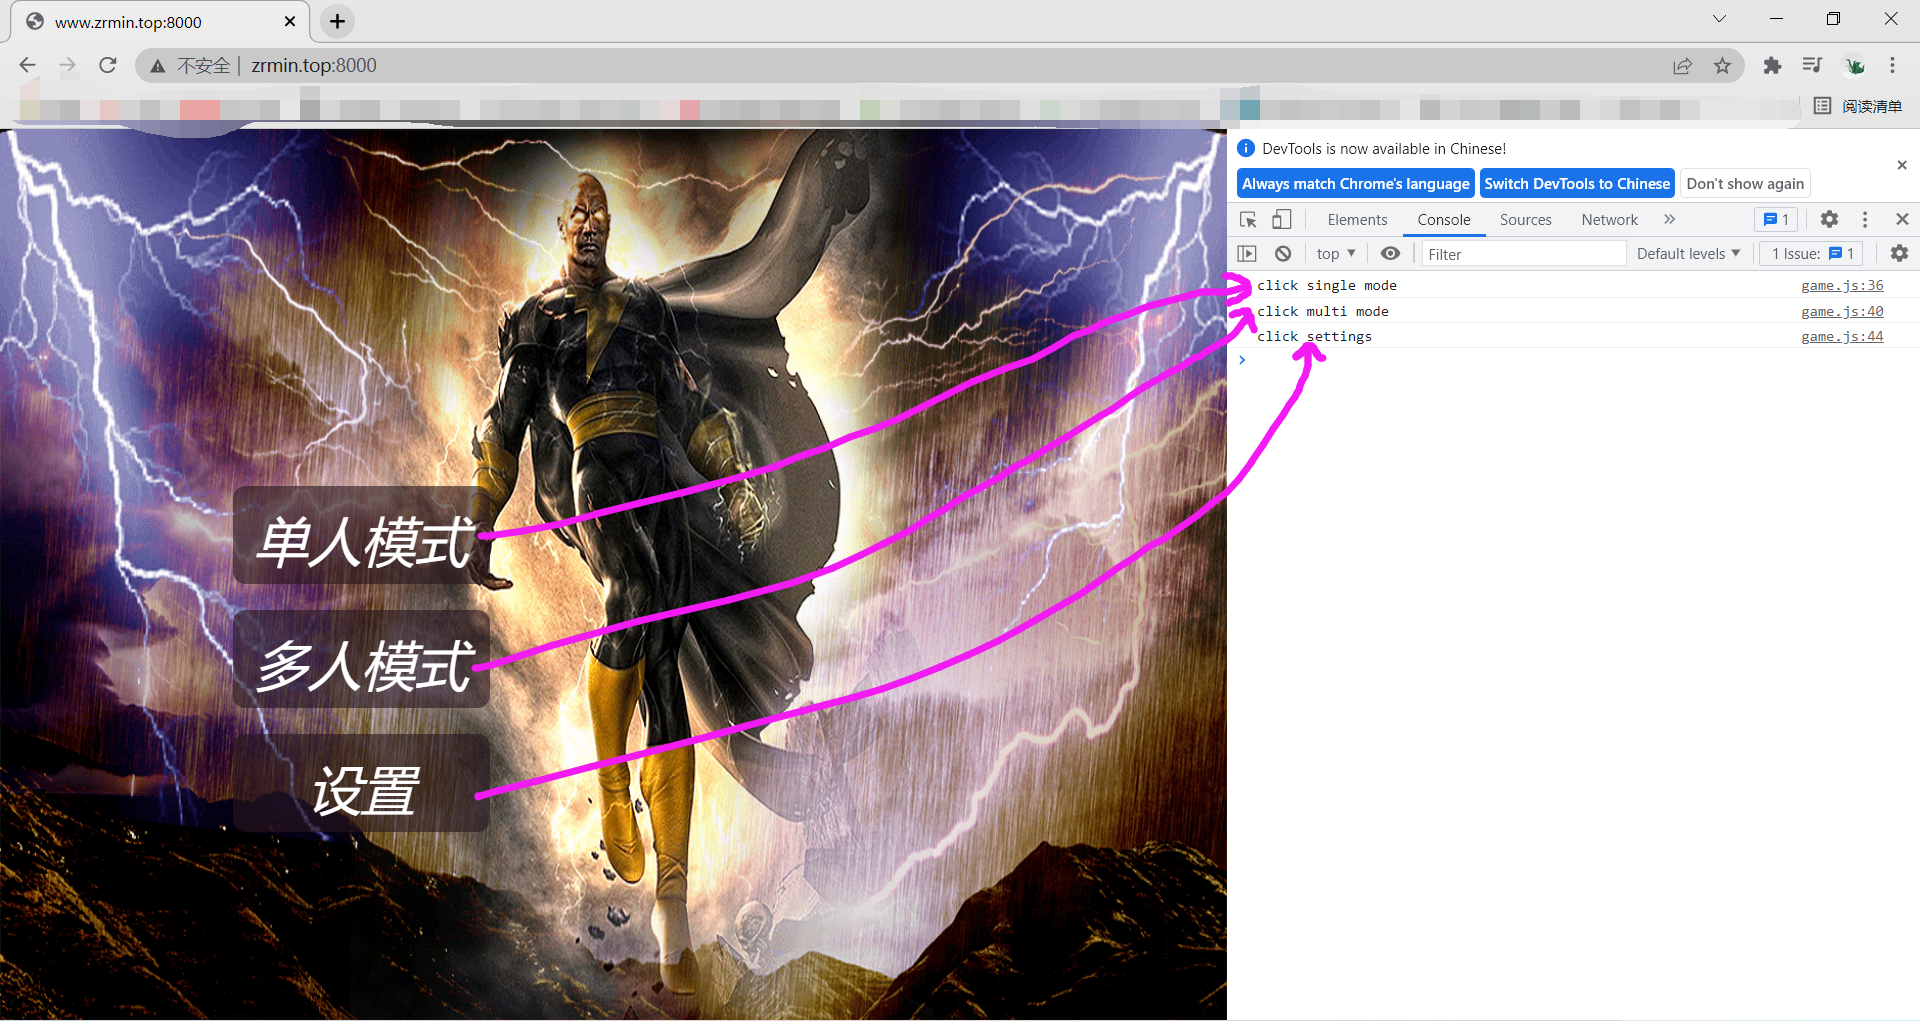 www.zrmin.top:8000
不安全 | zrmin.top:8000
阅读清单
DevTools is now available in Chinese!
Always match Chrome's language
Switch DevTools to Chinese
Don't show again
Elements
Console
Sources
Network
1
top
Filter
Default levels
1 Issue: 1
click single mode game.js:36
click multi mode game.js:40
click settings game.js:44
单人模式
多人模式
设置